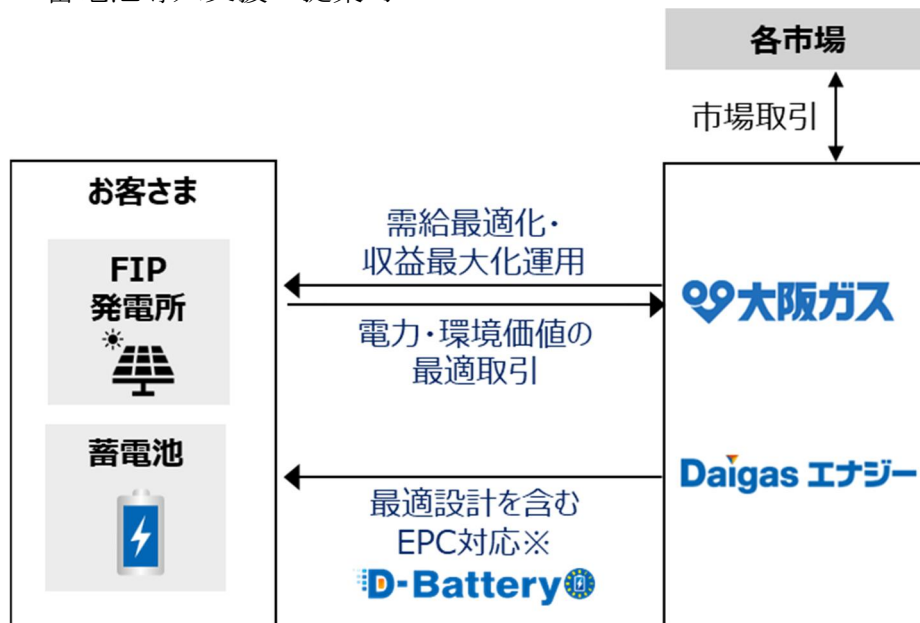 各市場
市場取引
お客さま
FIP
発電所
蓄電池
需給最適化・
収益最大化運用
電力・環境価値の
最適取引
最適設計を含む
EPC対応※
D-Battery
大阪ガス
Daigas エナジー